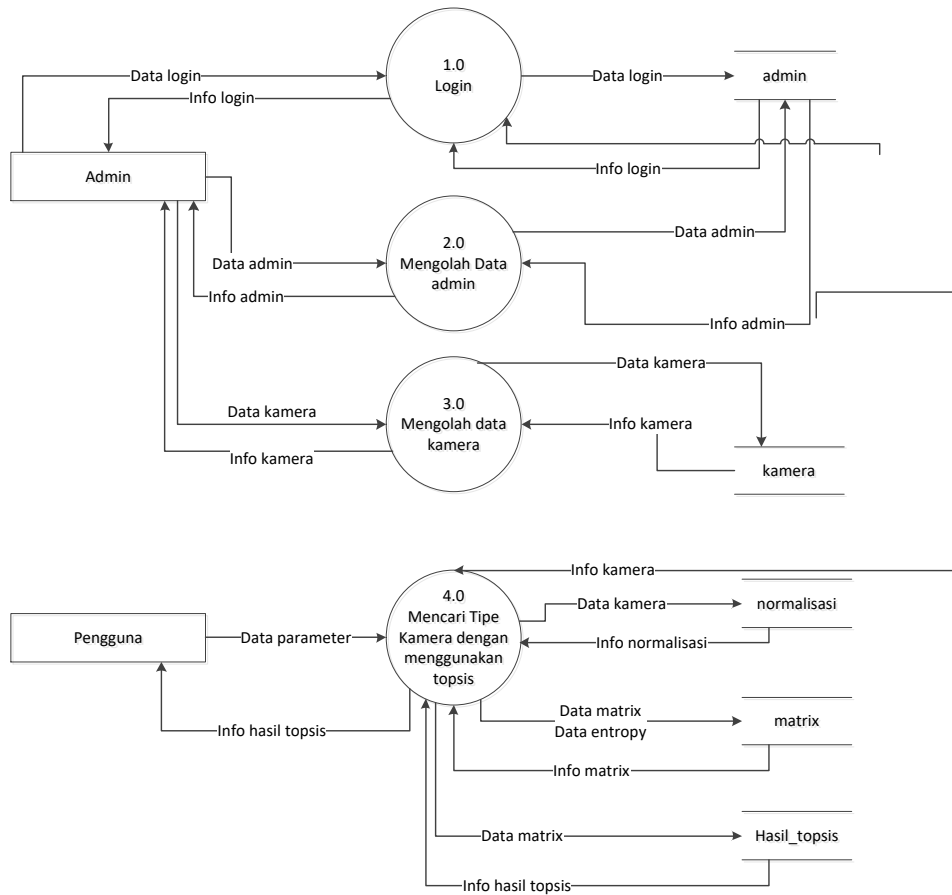 1.0
Login
Data login
Data login
admin
Info login
Info login
Admin
2.0
Mengolah Data
admin
Data admin
Data admin
Info admin
Info admin
3.0
Mengolah data
kamera
Data kamera
Data kamera
Info kamera
Info kamera
kamera
Info kamera
4.0
Mencari Tipe
Kamera dengan
menggunakan
topsis
Data kamera
normalisasi
Pengguna
Data parameter
Info normalisasi
Info hasil topsis
Data matrix
Data entropy
matrix
Info matrix
Data matrix
Hasil_topsis
Info hasil topsis